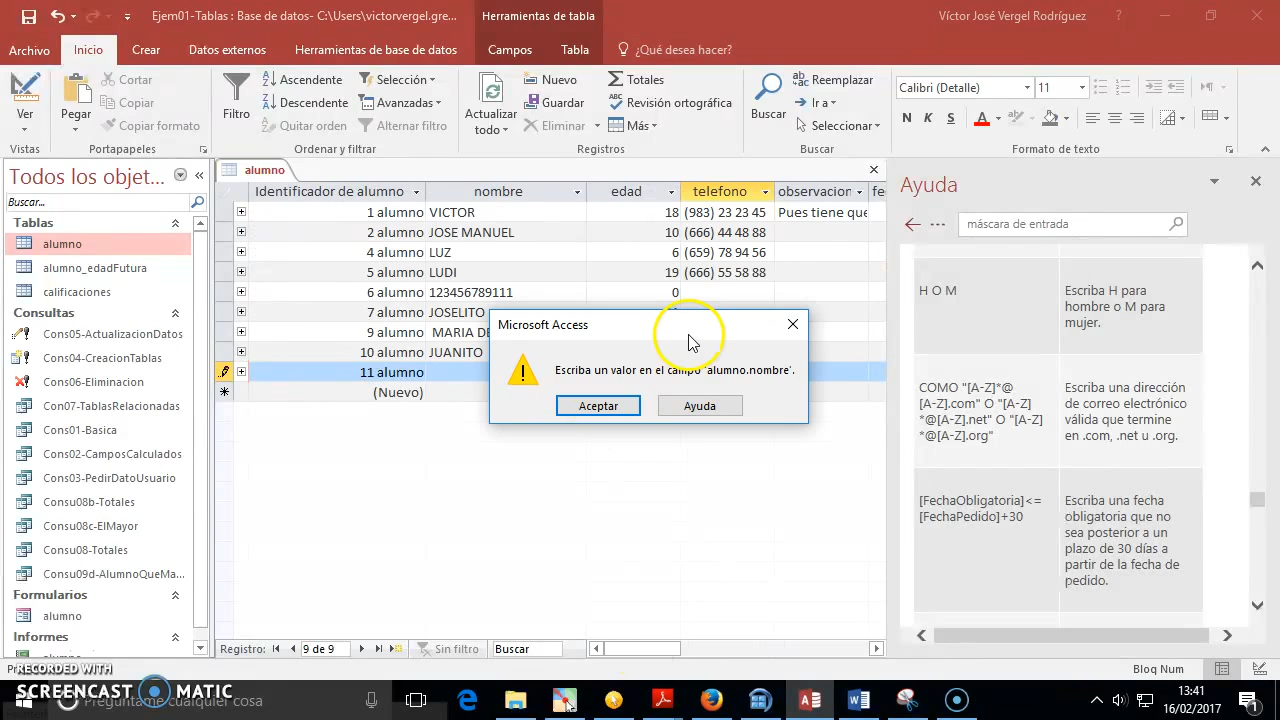 Ejem01-Tablas : Base de datos- C:\Users\victorvergel.gre...
Herramientas de tabla
Víctor José Vergel Rodríguez
Archivo
Inicio
Crear
Datos externos
Herramientas de base de datos
Campos
Tabla
¿Qué desea hacer?
Ver
Vistas
Pegar
Cortar
Copiar
Copiar formato
Portapapeles
Filtro
Ascendente
Descendente
Quitar orden
Selección
Avanzadas
Alternar filtro
Ordenar y filtrar
Actualizar
todo
Nuevo
Guardar
Eliminar
Totales
Revisión ortográfica
Más
Registros
Buscar
Reemplazar
Ir a
Seleccionar
Buscar
Calibri (Detalle)
11
N K S
Formato de texto
Todos los objet...
Buscar...
Tablas
alumno
alumno_edadFutura
calificaciones
Consultas
Cons05-ActualizacionDatos
Cons04-CreacionTablas
Cons06-Eliminacion
Con07-TablasRelacionadas
Cons01-Basica
Cons02-CamposCalculados
Cons03-PedirDatoUsuario
Consu08b-Totales
Consu08c-ElMayor
Consu08-Totales
Consu09d-AlumnoQueMa...
Formularios
alumno
Informes
alumno
Identificador de alumno nombre edad telefono observacion fe
1 alumno VICTOR 18 (983) 23 23 45 Pues tiene que
2 alumno JOSE MANUEL 10 (666) 44 48 88
4 alumno LUZ 6 (659) 78 94 56
5 alumno LUDI 19 (666) 55 58 88
6 alumno 123456789111 0
7 alumno JOSELITO
9 alumno MARIA DE
10 alumno JUANITO
11 alumno
(Nuevo)
Microsoft Access
Escriba un valor en el campo 'alumno.nombre'.
Aceptar
Ayuda
Registro:
9 de 9
Sin filtro
Buscar
Ayuda
máscara de entrada
H O M
Escriba H para
hombre o M para
mujer.
COMO "[A-Z]*@
[A-Z].com" O "[A-Z]
*@[A-Z].net" O "[A-Z]
*@[A-Z].org"
Escriba una dirección
de correo electrónico
válida que termine
en .com, .net u .org.
[FechaObligatoria]<=
[FechaPedido]+30
Escriba una fecha
obligatoria que no
sea posterior a un
plazo de 30 días a
partir de la fecha de
pedido.
Bloq Num
RECORDED WITH
SCREENCAST MATIC
Pregúntame cualquier cosa
13:41
16/02/2017
1